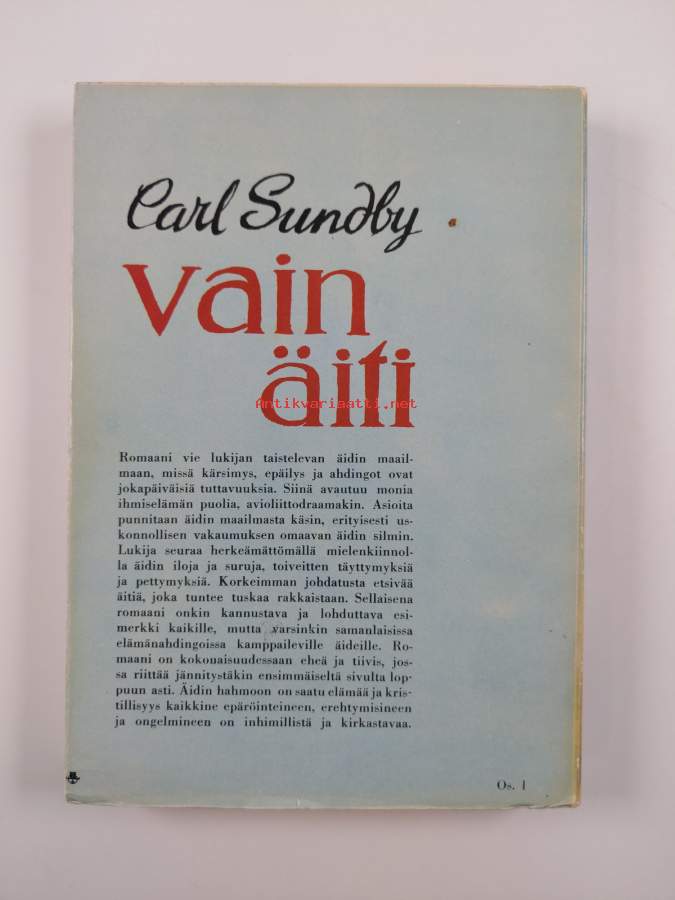 Carl Sundby
vain
äiti
Antikvariaatti.net
Romaani vie lukijan taistelevan äidin maail-
maan, missä kärsimys, epäilys ja ahdingot ovat
jokapäiväisiä tuttavuuksia. Siinä avautuu monia
ihmiselämän puolia, avioliittodraamakin. Asioita
punnitaan äidin maailmasta käsin, erityisesti us-
konnollisen vakaumuksen omaavan äidin silmin.
Lukija seuraa herkeämättömällä mielenkiinnol-
la äidin iloja ja suruja, toiveitten täyttymyksiä
ja pettymyksiä. Korkeimman johdatusta etsivää
äitiä, joka tuntee tuskaa rakkaistaan. Sellaisena
romaani onkin kannustava ja lohduttava esi-
merkki kaikille, mutta varsinkin samanlaisissa
elämänahdingoissa kamppaileville äideille. Ro-
maani on kokouaisuudessaan eheä ja tiivis, jos-
sa riittää jännitystäkin ensimmäiseltä sivulta lop-
puun asti. Äidin hahmoon on saatu elämää ja kris-
tillisyys kaikkine epäröinteineen, erehtymisineen
ja ongelmineen on inhimillistä ja kirkastavaa.
Os. 1